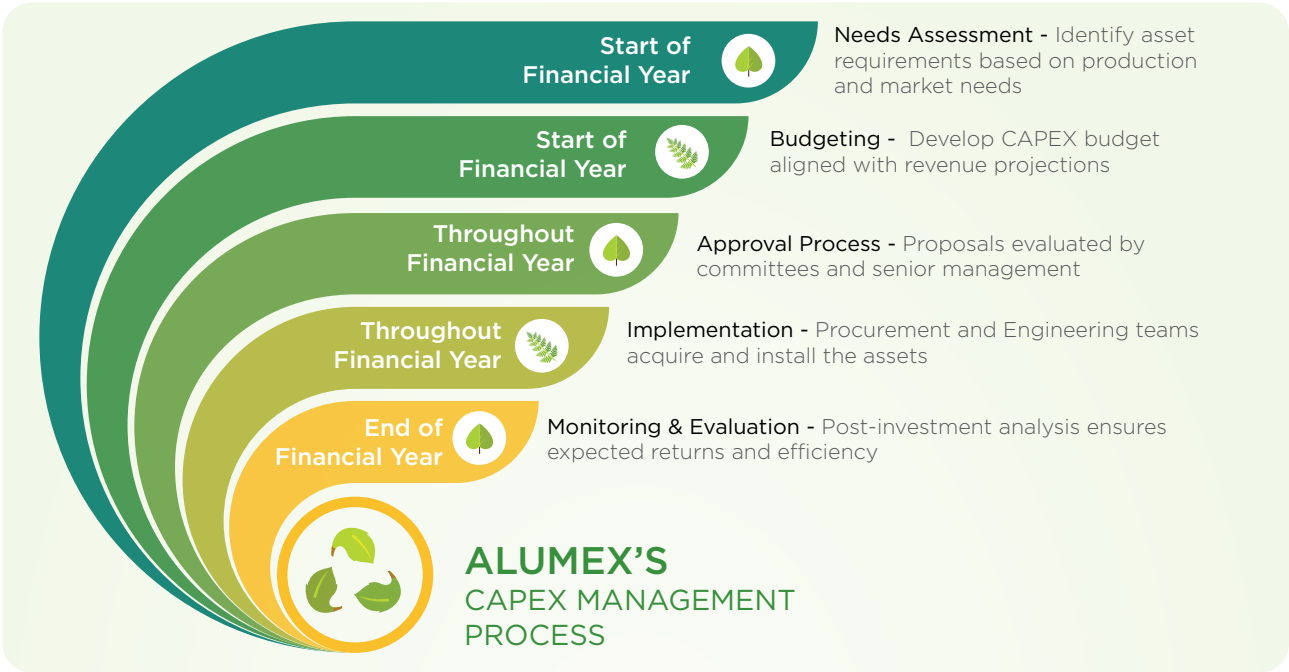 Start of
Financial Year
Needs Assessment - Identify asset
requirements based on production
and market needs
Start of
Financial Year
Budgeting -  Develop CAPEX budget
aligned with revenue projections
Throughout
Financial Year
Approval Process - Proposals evaluated by
committees and senior management
Throughout
Financial Year
Implementation - Procurement and Engineering teams
acquire and install the assets
End of
Financial Year
Monitoring & Evaluation - Post-investment analysis ensures
expected returns and efficiency
ALUMEX’S
CAPEX MANAGEMENT
PROCESS